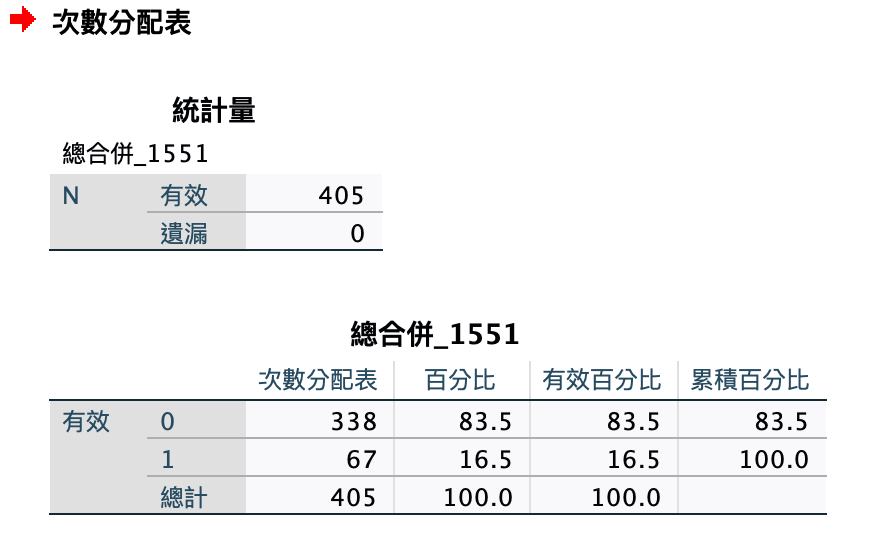 次數分配表
統計量
總合併_1551
N 有效 405
遺漏 0
總合併_1551
次數分配表 百分比 有效百分比 累積百分比
有效 0 338 83.5 83.5 83.5
1 67 16.5 16.5 100.0
總計 405 100.0 100.0